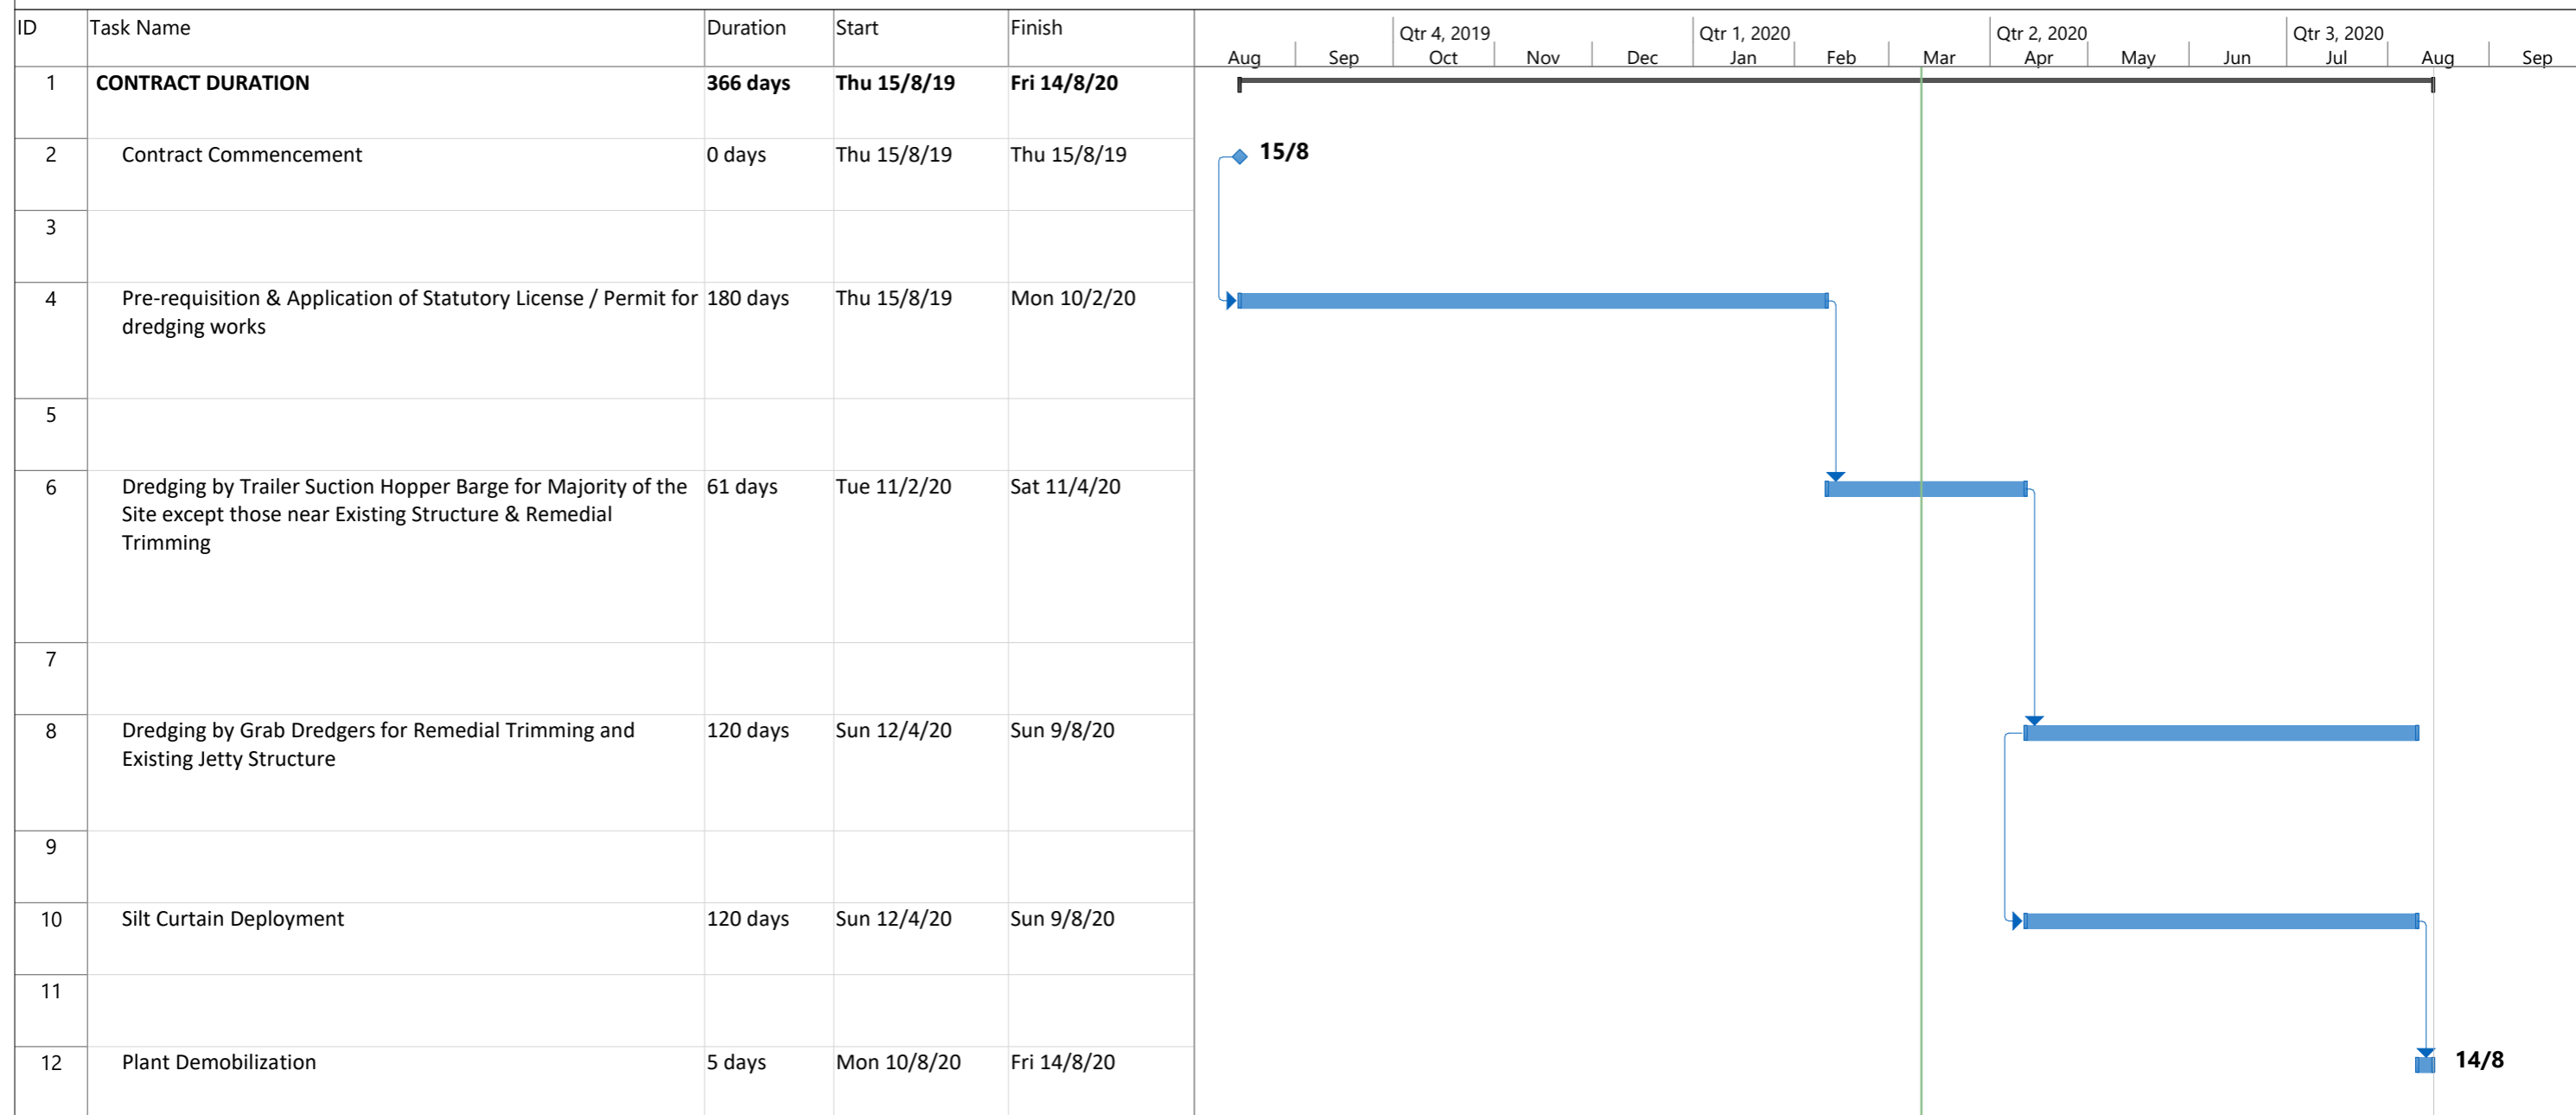 ID Task Name Duration Start Finish
Qtr 4, 2019 Qtr 1, 2020 Qtr 2, 2020 Qtr 3, 2020
Aug Sep Oct Nov Dec Jan Feb Mar Apr May Jun Jul Aug Sep
1 CONTRACT DURATION 366 days Thu 15/8/19 Fri 14/8/20
2 Contract Commencement 0 days Thu 15/8/19 Thu 15/8/19 15/8
3
4 Pre-requisition & Application of Statutory License / Permit for 180 days Thu 15/8/19 Mon 10/2/20
dredging works
5
6 Dredging by Trailer Suction Hopper Barge for Majority of the 61 days Tue 11/2/20 Sat 11/4/20
Site except those near Existing Structure & Remedial
Trimming
7
8 Dredging by Grab Dredgers for Remedial Trimming and 120 days Sun 12/4/20 Sun 9/8/20
Existing Jetty Structure
9
10 Silt Curtain Deployment 120 days Sun 12/4/20 Sun 9/8/20
11
12 Plant Demobilization 5 days Mon 10/8/20 Fri 14/8/20 14/8